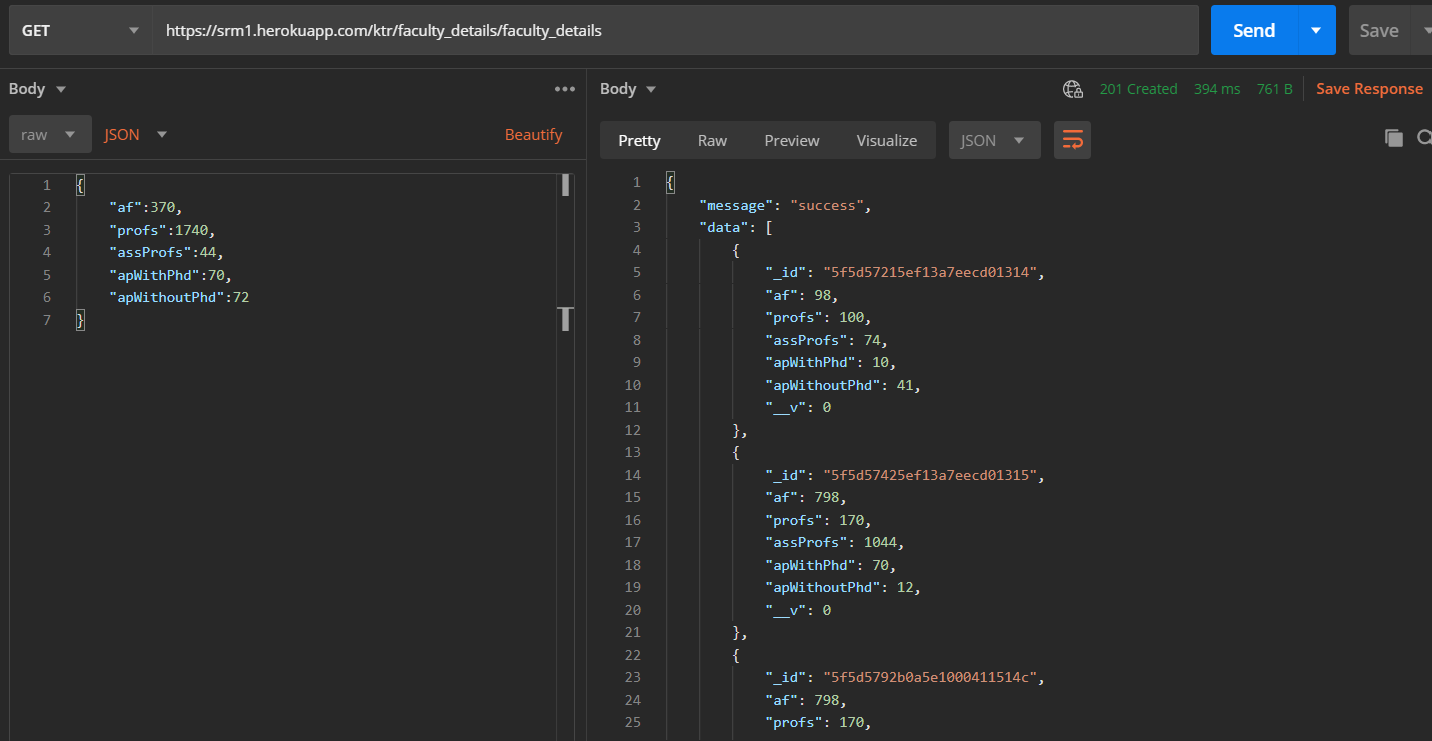 GET https://srm1.herokuapp.com/ktr/faculty_details/faculty_details Send Save
Body ••• Body 201 Created 394 ms 761 B Save Response
raw JSON Beautify Pretty Raw Preview Visualize JSON
1 {
2 "af":370,
3 "profs":1740,
4 "assProfs":44,
5 "apWithPhd":70,
6 "apWithoutPhd":72
7 }
1 {
2 "message": "success",
3 "data": [
4 {
5 "_id": "5f5d57215ef13a7eecd01314",
6 "af": 98,
7 "profs": 100,
8 "assProfs": 74,
9 "apWithPhd": 10,
10 "apWithoutPhd": 41,
11 "__v": 0
12 },
13 {
14 "_id": "5f5d57425ef13a7eecd01315",
15 "af": 798,
16 "profs": 170,
17 "assProfs": 1044,
18 "apWithPhd": 70,
19 "apWithoutPhd": 12,
20 "__v": 0
21 },
22 {
23 "_id": "5f5d5792b0a5e1000411514c",
24 "af": 798,
25 "profs": 170,